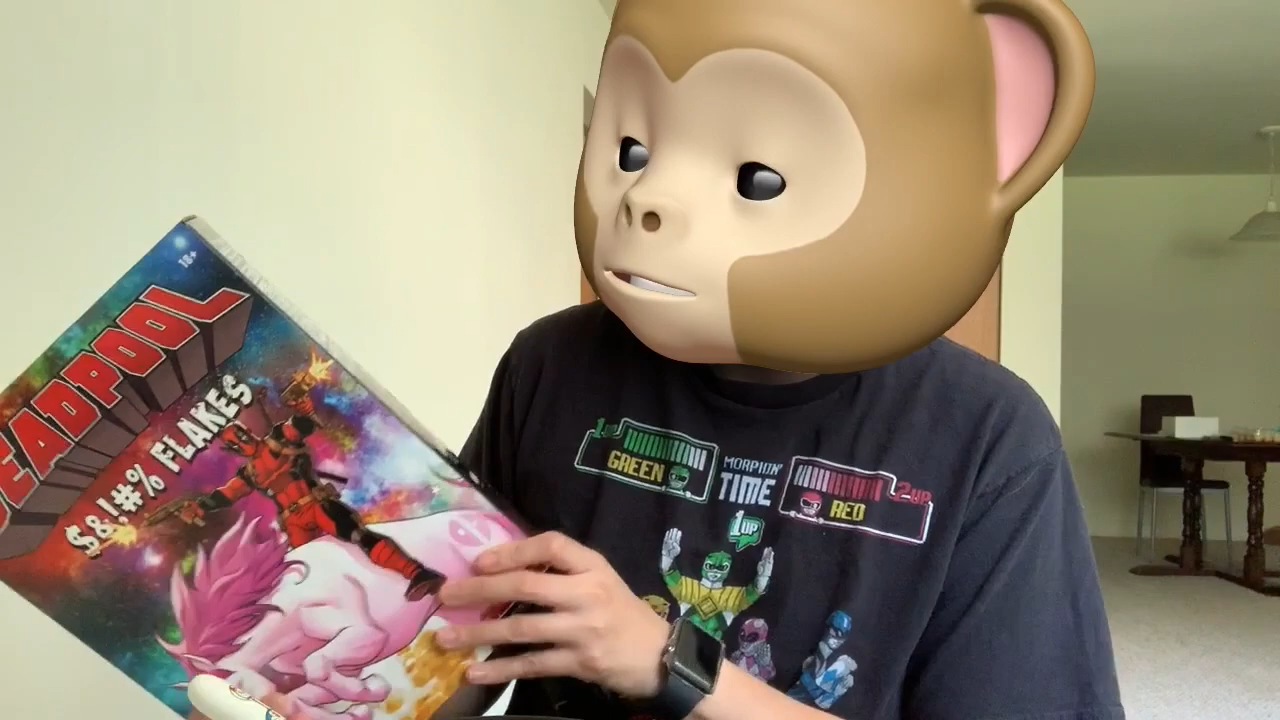 18+
DEADPOOL
$&!#% FLAKES
1UP
GREEN
MORPHIN'
TIME
2UP
RED
1UP